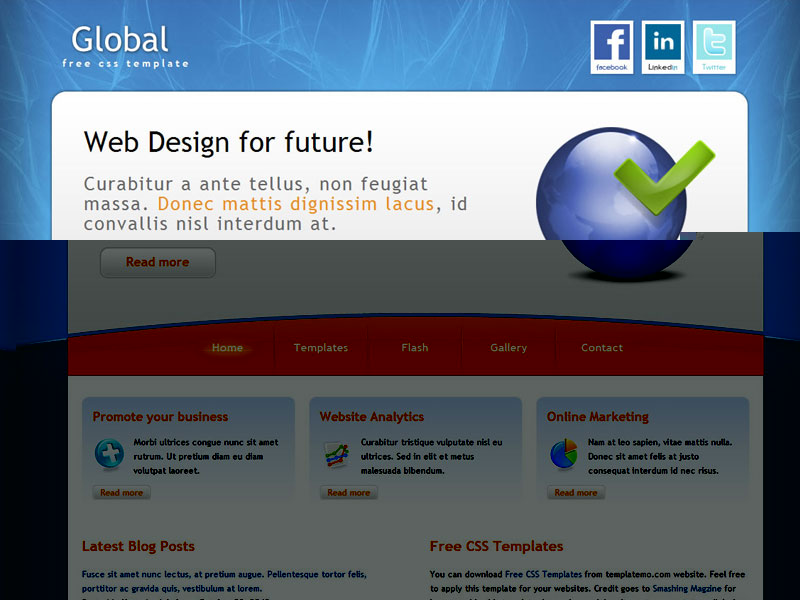 Global
free css template
facebook
LinkedIn
Twitter
Web Design for future!
Curabitur a ante tellus, non feugiat
massa. Donec mattis dignissim lacus, id
convallis nisl interdum at.
Read more
Home
Templates
Flash
Gallery
Contact
Promote your business
Morbi ultrices congue nunc sit amet
rutrum. Ut pretium diam eu diam
volutpat laoreet.
Read more
Website Analytics
Curabitur tristique vulputate nisl eu
ultrices. Sed in elit et metus
malesuada bibendum.
Read more
Online Marketing
Nam at leo sapien, vitae mattis nulla.
Donec sit amet felis at justo
consequat interdum id nec risus.
Read more
Latest Blog Posts
Fusce sit amet nunc lectus, at pretium augue. Pellentesque tortor felis,
porttitor ac gravida quis, vestibulum at lorem.
Free CSS Templates
You can download Free CSS Templates from templatemo.com website. Feel free
to apply this template for your websites. Credit goes to Smashing Magzine for